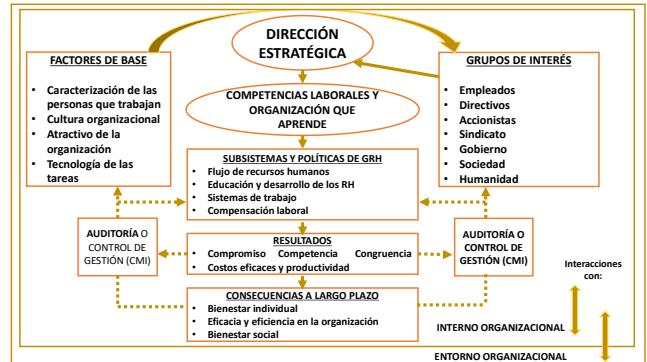 DIRECCIÓN
ESTRATÉGICA
FACTORES DE BASE
• Caracterización de las
personas que trabajan
• Cultura organizacional
• Atractivo de la
organización
• Tecnología de las
tareas
GRUPOS DE INTERÉS
• Empleados
• Directivos
• Accionistas
• Sindicato
• Gobierno
• Sociedad
• Humanidad
COMPETENCIAS LABORALES Y
ORGANIZACIÓN QUE
APRENDE
SUBSISTEMAS Y POLÍTICAS DE GRH
• Flujo de recursos humanos
• Educación y desarrollo de los RH
• Sistemas de trabajo
• Compensación laboral
AUDITORÍA O
CONTROL DE
GESTIÓN (CMI)
RESULTADOS
• Compromiso Competencia Congruencia
• Costos eficaces y productividad
AUDITORÍA O
CONTROL DE
GESTIÓN (CMI)
CONSECUENCIAS A LARGO PLAZO
• Bienestar individual
• Eficacia y eficiencia en la organización
• Bienestar social
Interacciones
con:
INTERNO ORGANIZACIONAL
ENTORNO ORGANIZACIONAL